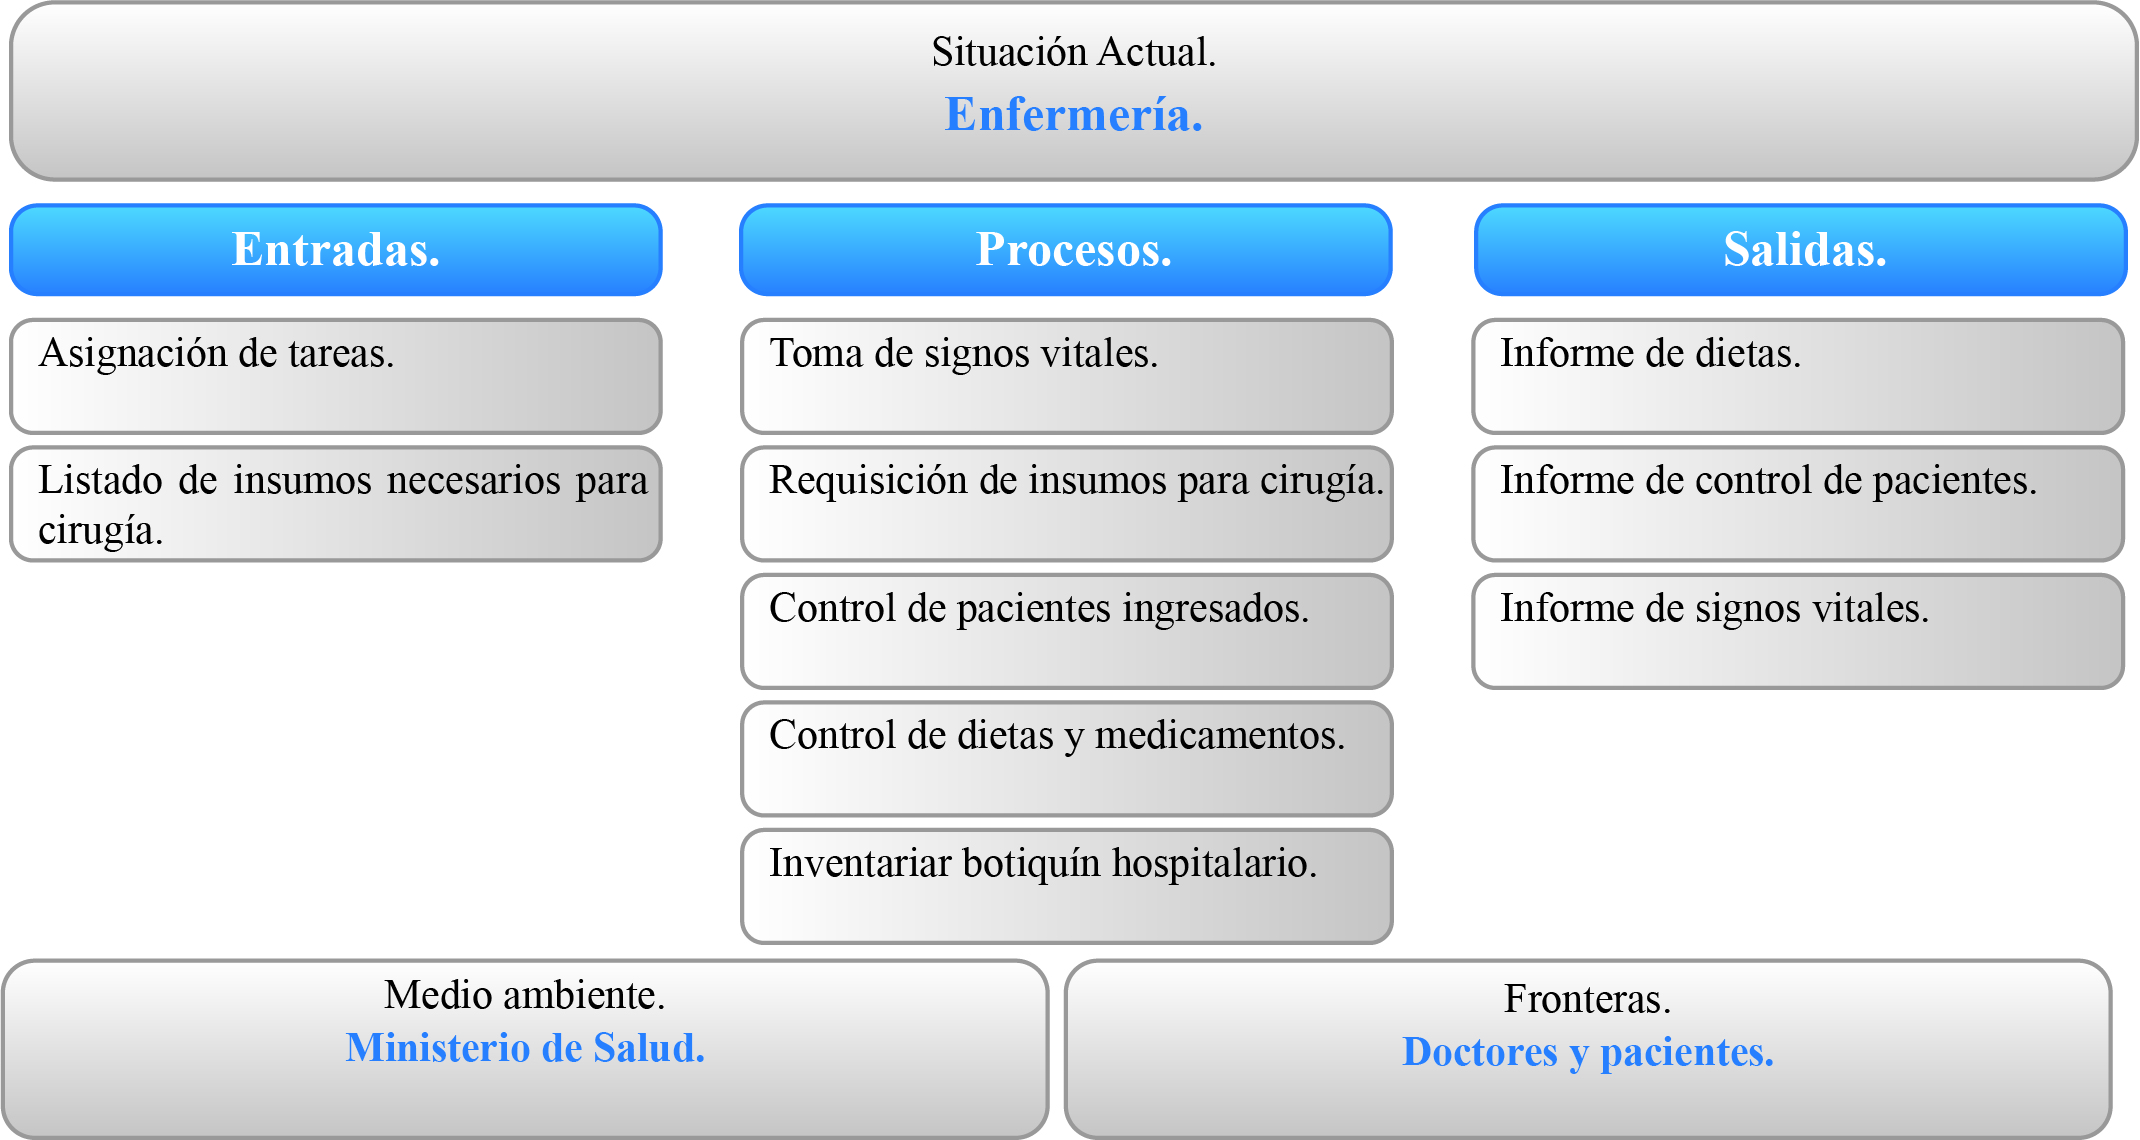 Situación Actual.
Enfermería.
Entradas.
Procesos.
Salidas.
Asignación de tareas.
Listado de insumos necesarios para
cirugía.
Toma de signos vitales.
Requisición de insumos para cirugía.
Control de pacientes ingresados.
Control de dietas y medicamentos.
Inventariar botiquín hospitalario.
Informe de dietas.
Informe de control de pacientes.
Informe de signos vitales.
Medio ambiente.
Ministerio de Salud.
Fronteras.
Doctores y pacientes.